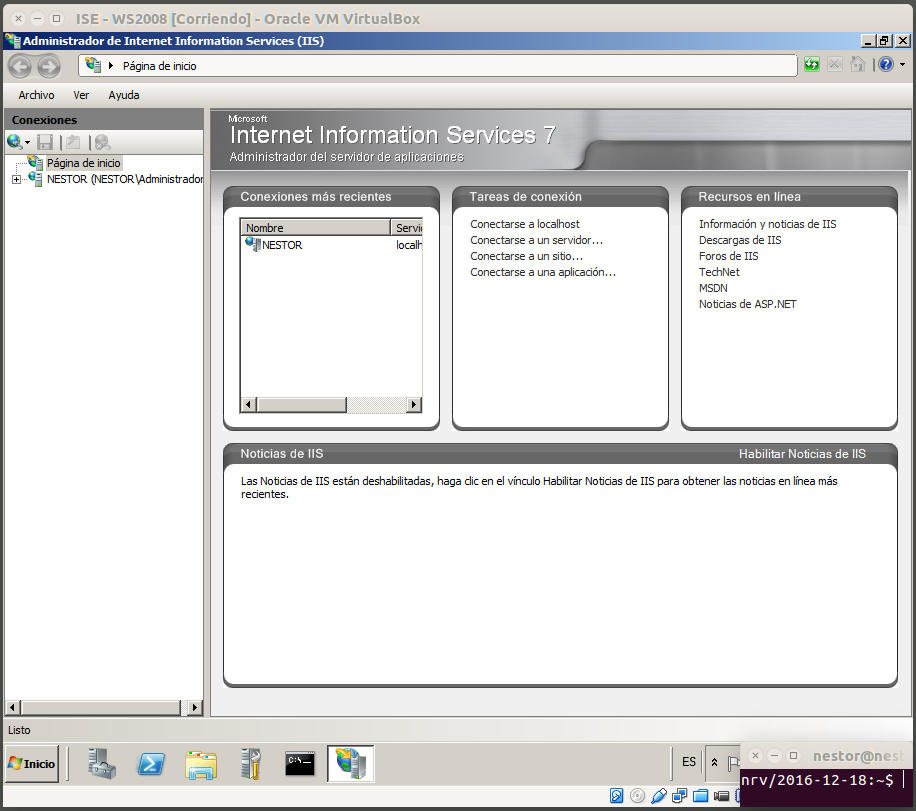 ISE - WS2008 [Corriendo] - Oracle VM VirtualBox
Administrador de Internet Information Services (IIS)
Página de inicio
Archivo Ver Ayuda
Conexiones
Página de inicio
NESTOR (NESTOR\Administrador
Microsoft
Internet Information Services 7
Administrador del servidor de aplicaciones
Conexiones más recientes
Nombre Servi
NESTOR localh
Tareas de conexión
Conectarse a localhost
Conectarse a un servidor...
Conectarse a un sitio...
Conectarse a una aplicación...
Recursos en línea
Información y noticias de IIS
Descargas de IIS
Foros de IIS
TechNet
MSDN
Noticias de ASP.NET
Noticias de IIS Habilitar Noticias de IIS
Las Noticias de IIS están deshabilitadas, haga clic en el vínculo Habilitar Noticias de IIS para obtener las noticias en línea más
recientes.
Listo
Inicio
C:\_
ES
nestor@nest
nrv/2016-12-18:~$